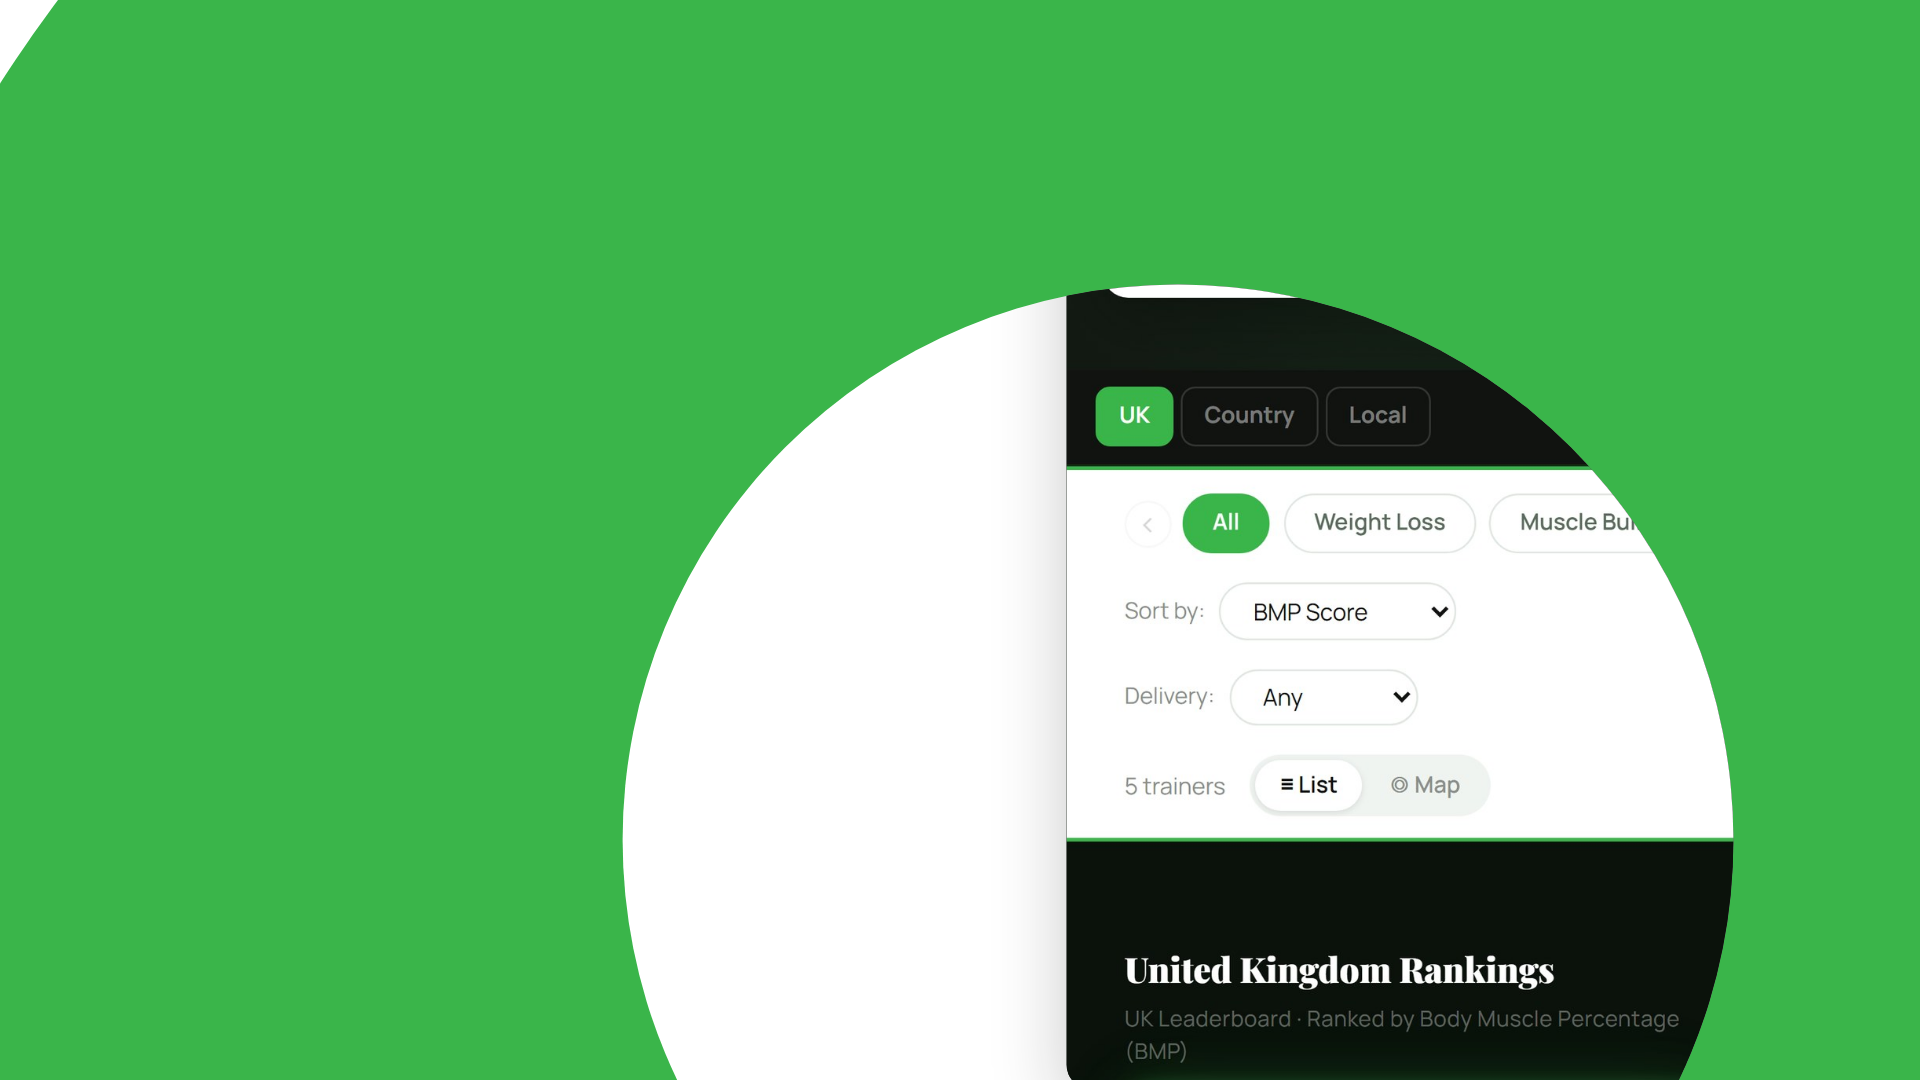 UK Country Local
All Weight Loss Muscle
Sort by: BMP Score
Delivery: Any
5 trainers List Map
United Kingdom Rankings
UK Leaderboard · Ranked by Body Muscle Percentage
(BMP)